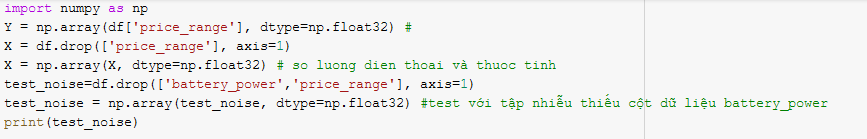 import numpy as np
Y = np.array(df['price_range'], dtype=np.float32) #
X = df.drop(['price_range'], axis=1)
X = np.array(X, dtype=np.float32) # so luong dien thoai và thuoc tinh
test_noise=df.drop(['battery_power','price_range'], axis=1)
test_noise = np.array(test_noise, dtype=np.float32) #test với tập nhiễu thiếu cột dữ liệu battery_power
print(test_noise)